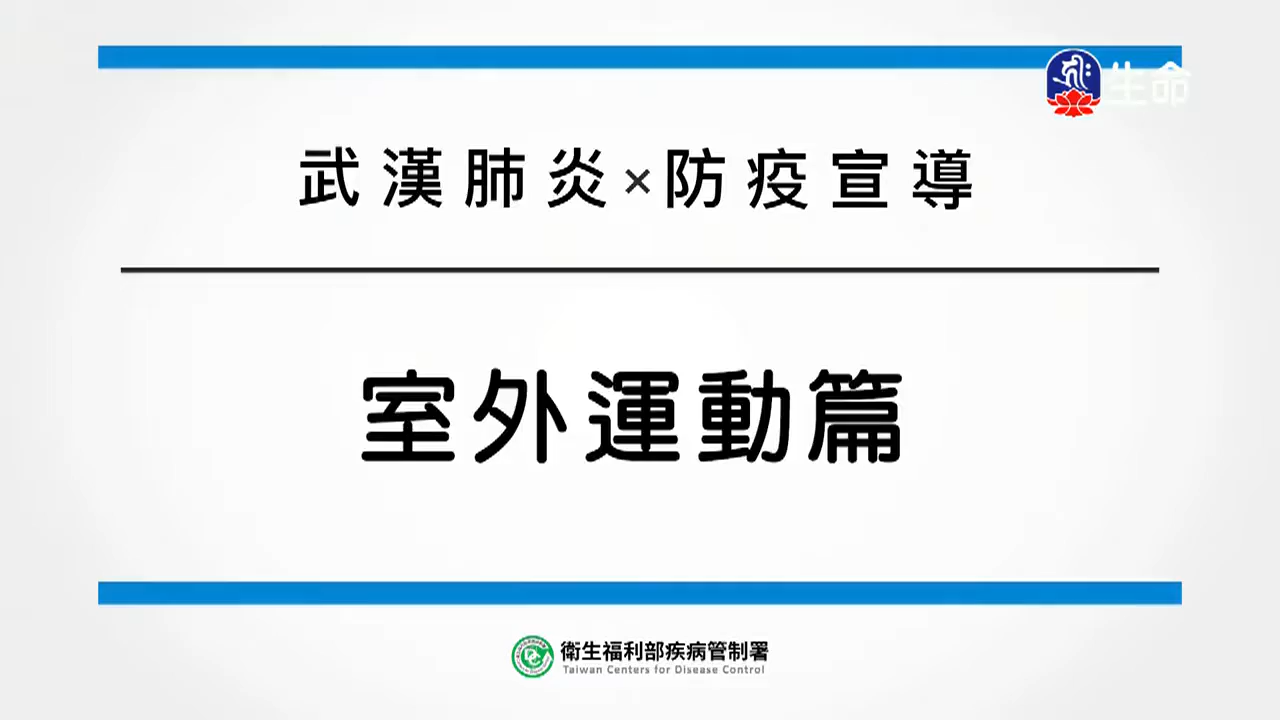 生命
武漢肺炎×防疫宣導
室外運動篇
衛生福利部疾病管制署
Taiwan Centers for Disease Control